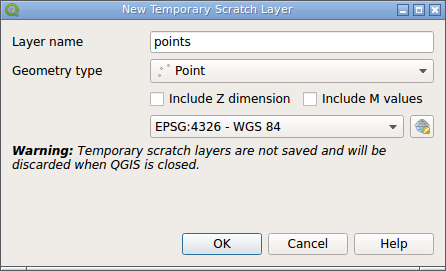 New Temporary Scratch Layer
Layer name points
Geometry type Point
Include Z dimension Include M values
EPSG:4326 - WGS 84
Warning: Temporary scratch layers are not saved and will be
discarded when QGIS is closed.
OK Cancel Help